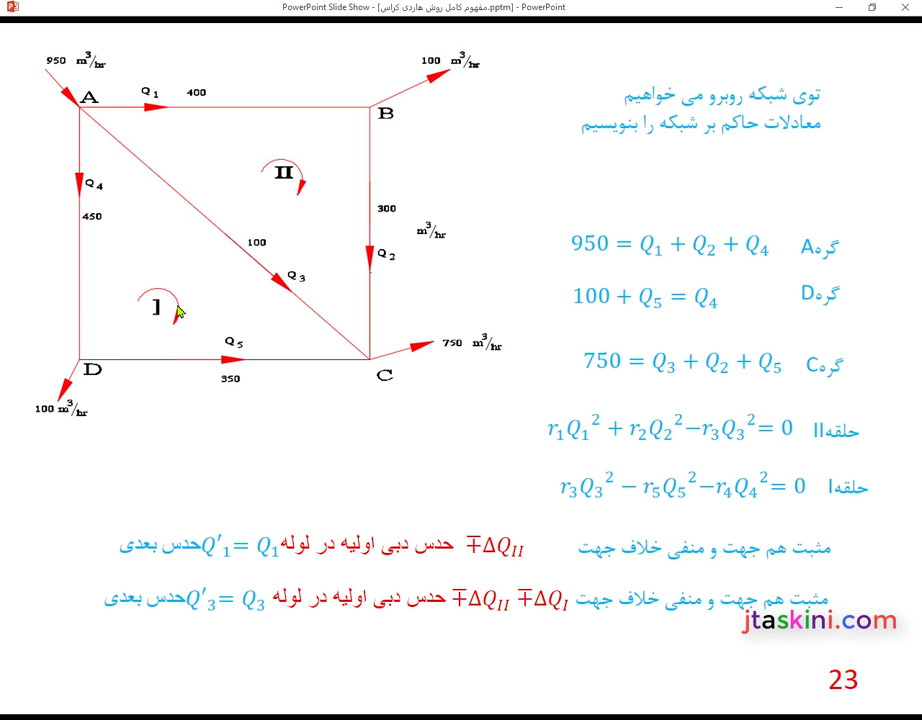 PowerPoint Slide Show - [مفهوم کامل روش هاردی کراس.pptm] - PowerPoint
950 m³/hr
100 m³/hr
A
Q1
400
B
توی شبکه روبرو می خواهیم
معادلات حاکم بر شبکه را بنویسیم
II
Q4
450
300
m³/hr
Q2
100
Q3
I
Q5
350
750 m³/hr
D
C
100 m³/hr
گره A 950 = Q₁ + Q₂ + Q₄
گره D 100 + Q₅ = Q₄
گره C 750 = Q₃ + Q₂ + Q₅
حلقه II r₁Q₁² + r₂Q₂² − r₃Q₃² = 0
حلقه I r₃Q₃² − r₅Q₅² − r₄Q₄² = 0
مثبت هم جهت و منفی خلاف جهت ∓ΔQ_II حدس دبی اولیه در لوله Q′₁ = Q₁ حدس بعدی
مثبت هم جهت و منفی خلاف جهت ∓ΔQ_II ∓ΔQ_I حدس دبی اولیه در لوله Q′₃ = Q₃ حدس بعدی
jtaskini.com
23